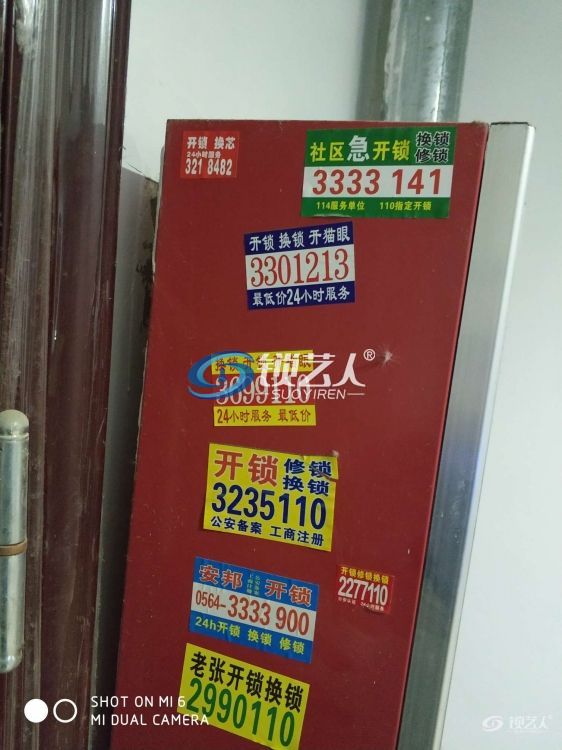 开锁 换芯
24小时服务
321 8482
社区急开锁 换锁 修锁
3333 141
114服务单位 110指定开锁
开锁 换锁 开猫眼
3301213
最低价24小时服务
锁艺人®
SUOYIREN
3699116
24小时服务 最低价
开锁 修锁 换锁
3235110
公安备案 工商注册
安邦 开锁
0564-3333 900
24h开锁 换锁 修锁
开锁修锁换锁
2277110
老张开锁换锁
2990110
SHOT ON MI 6
MI DUAL CAMERA
锁艺人